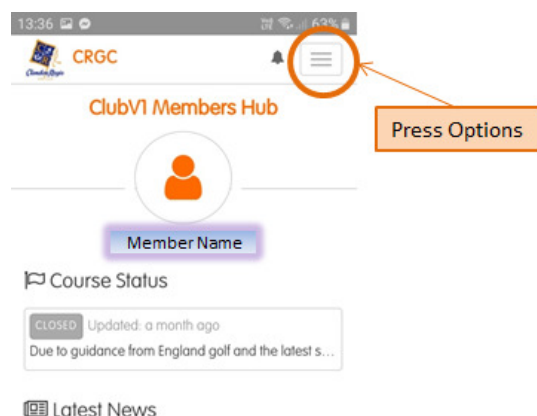 13:36 63%
CRGC
ClubV1 Members Hub
Press Options
Member Name
Course Status
CLOSED Updated: a month ago
Due to guidance from England golf and the latest s...
Latest News